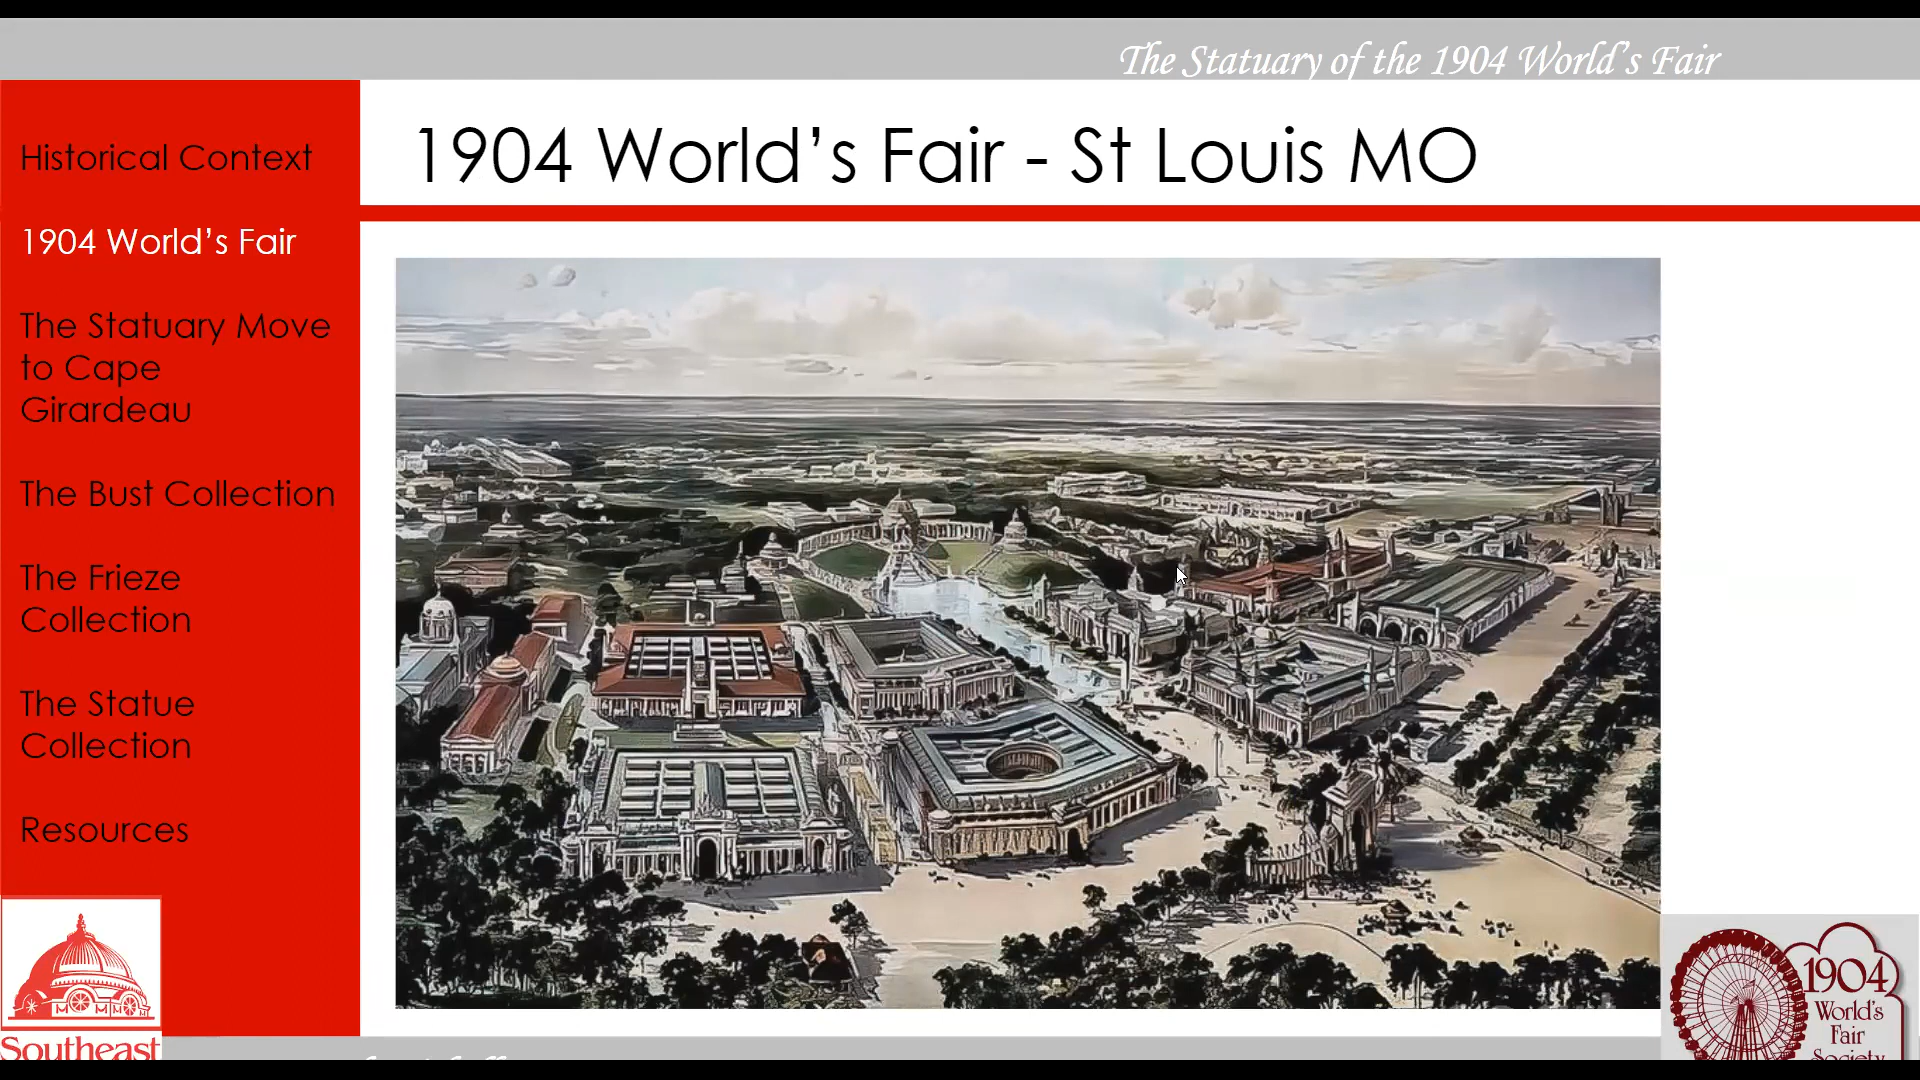 The Statuary of the 1904 World's Fair
1904 World's Fair - St Louis MO
Historical Context
1904 World's Fair
The Statuary Move
to Cape
Girardeau
The Bust Collection
The Frieze
Collection
The Statue
Collection
Resources
Southeast
1904
World's
Fair
Society